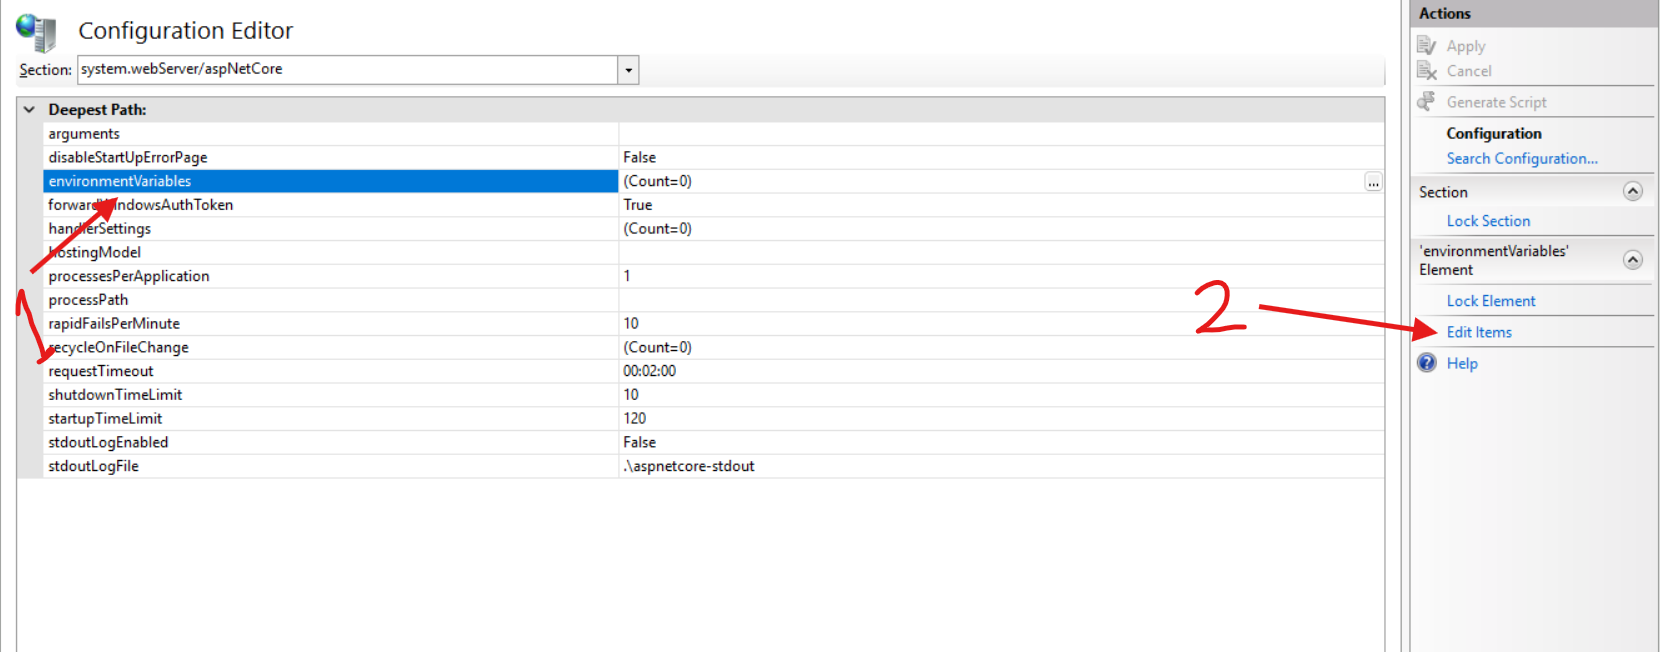 Configuration Editor
Section: system.webServer/aspNetCore
Deepest Path:
arguments
disableStartUpErrorPage False
environmentVariables (Count=0) ...
forwardWindowsAuthToken True
handlerSettings (Count=0)
hostingModel
processesPerApplication 1
processPath
rapidFailsPerMinute 10
recycleOnFileChange (Count=0)
requestTimeout 00:02:00
shutdownTimeLimit 10
startupTimeLimit 120
stdoutLogEnabled False
stdoutLogFile .\aspnetcore-stdout
1
2
Actions
Apply
Cancel
Generate Script
Configuration
Search Configuration...
Section
Lock Section
'environmentVariables'
Element
Lock Element
Edit Items
? Help